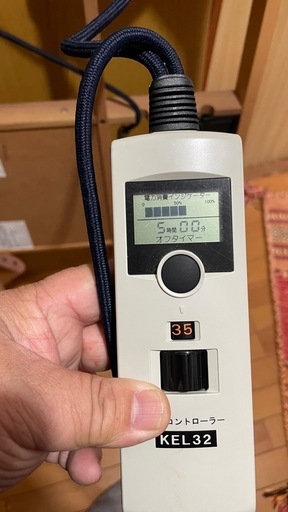 電力消費インジケーター
0 50% 100%
5時間00分
オフタイマー
35
コントローラー
KEL32